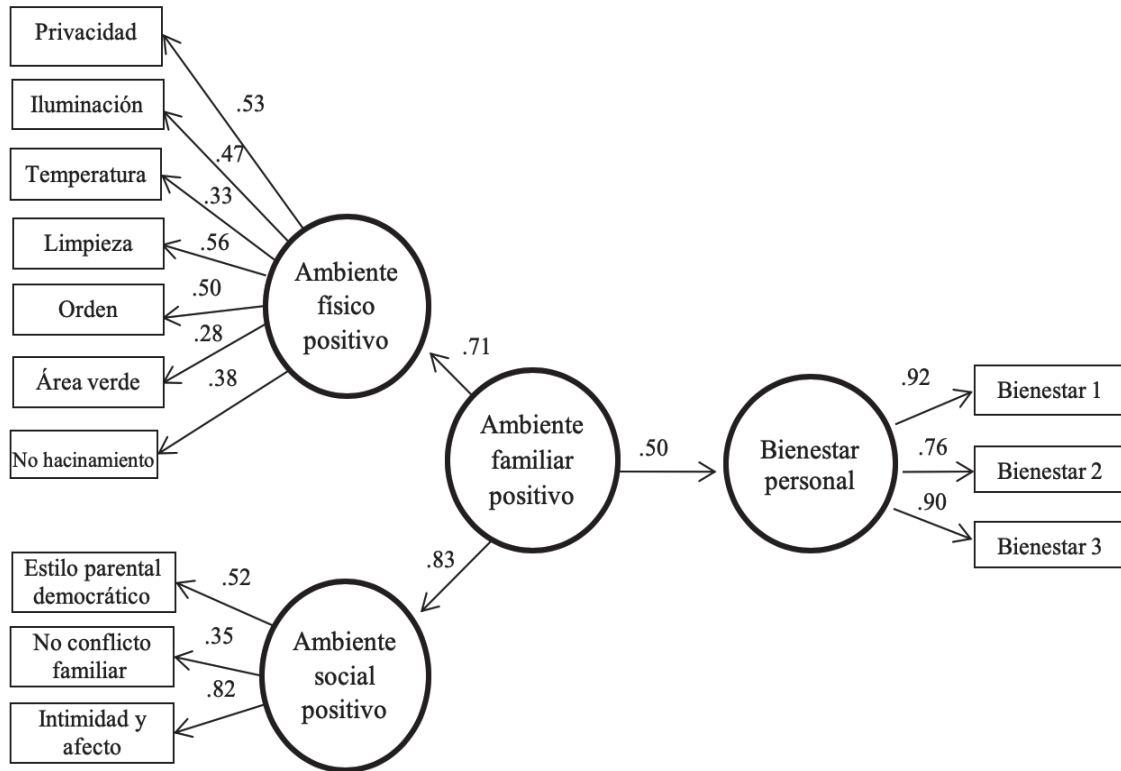 Privacidad
Iluminación
Temperatura
Limpieza
Orden
Área verde
No hacinamiento
.53
.47
.33
.56
.50
.28
.38
Ambiente
físico
positivo
.71
Ambiente
familiar
positivo
.50
Bienestar
personal
.92
.76
.90
Bienestar 1
Bienestar 2
Bienestar 3
.83
Estilo parental
democrático
No conflicto
familiar
Intimidad y
afecto
.52
.35
.82
Ambiente
social
positivo